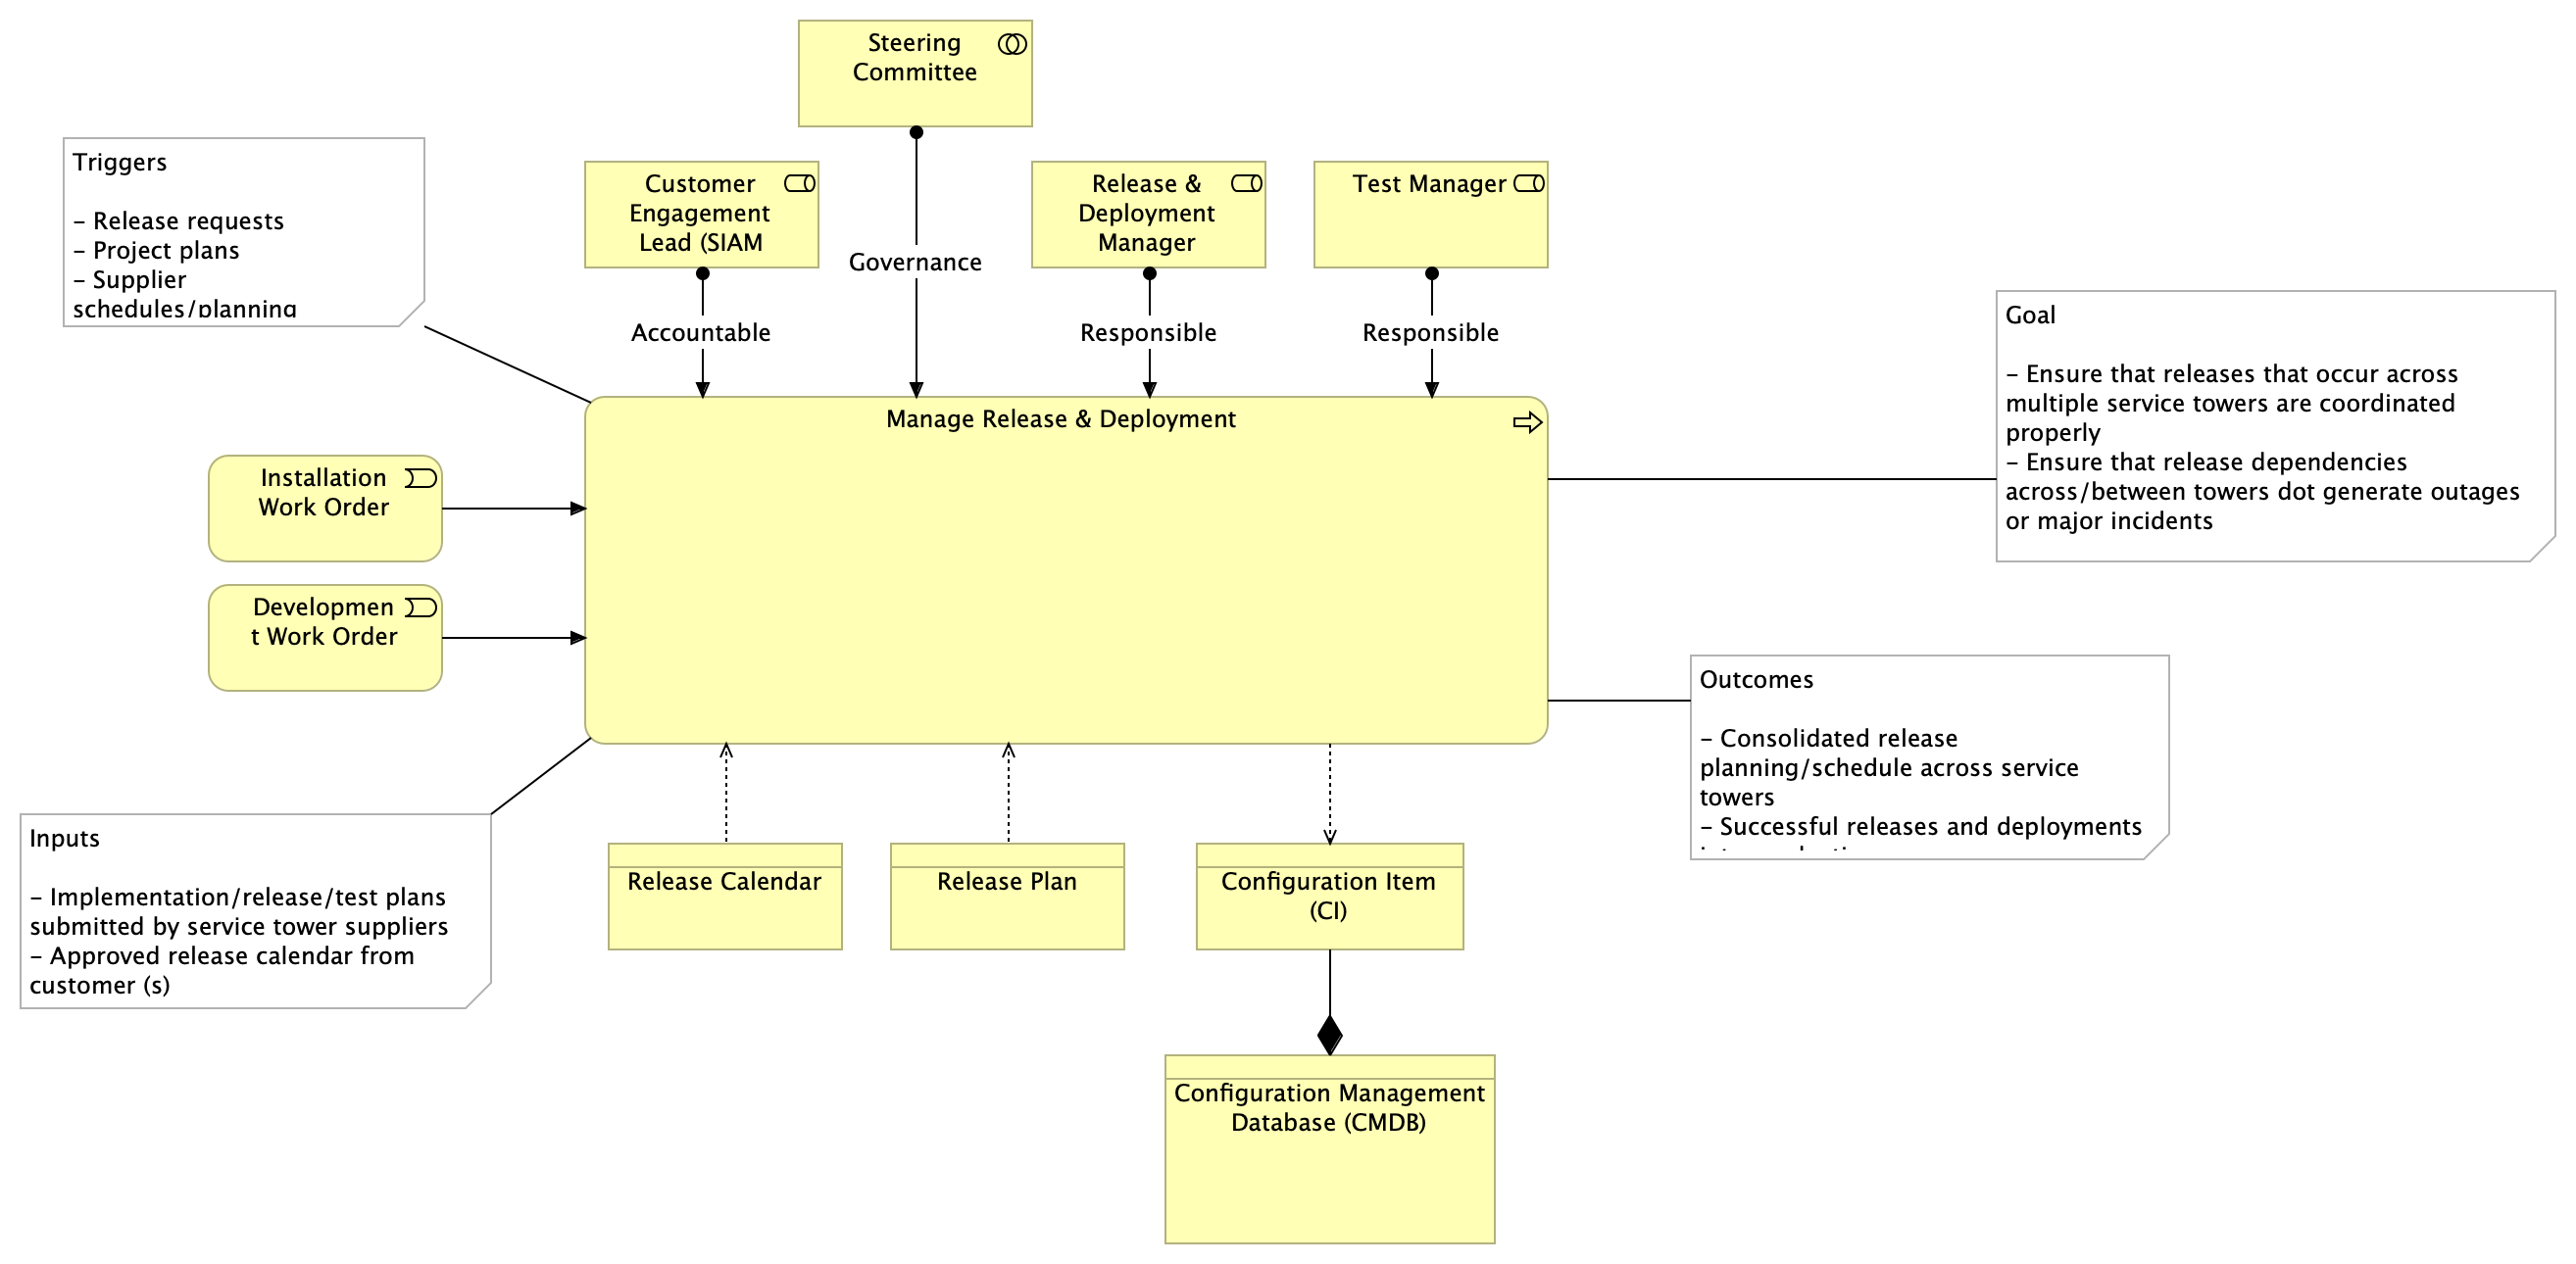 Steering
Committee
Triggers
- Release requests
- Project plans
- Supplier
schedules/planning
Customer
Engagement
Lead (SIAM
Release &
Deployment
Manager
Test Manager
Governance
Accountable
Responsible
Responsible
Goal
- Ensure that releases that occur across
multiple service towers are coordinated
properly
- Ensure that release dependencies
across/between towers dot generate outages
or major incidents
Manage Release & Deployment
Installation
Work Order
Developmen
t Work Order
Outcomes
- Consolidated release
planning/schedule across service
towers
- Successful releases and deployments
Inputs
- Implementation/release/test plans
submitted by service tower suppliers
- Approved release calendar from
customer (s)
Release Calendar
Release Plan
Configuration Item
(CI)
Configuration Management
Database (CMDB)